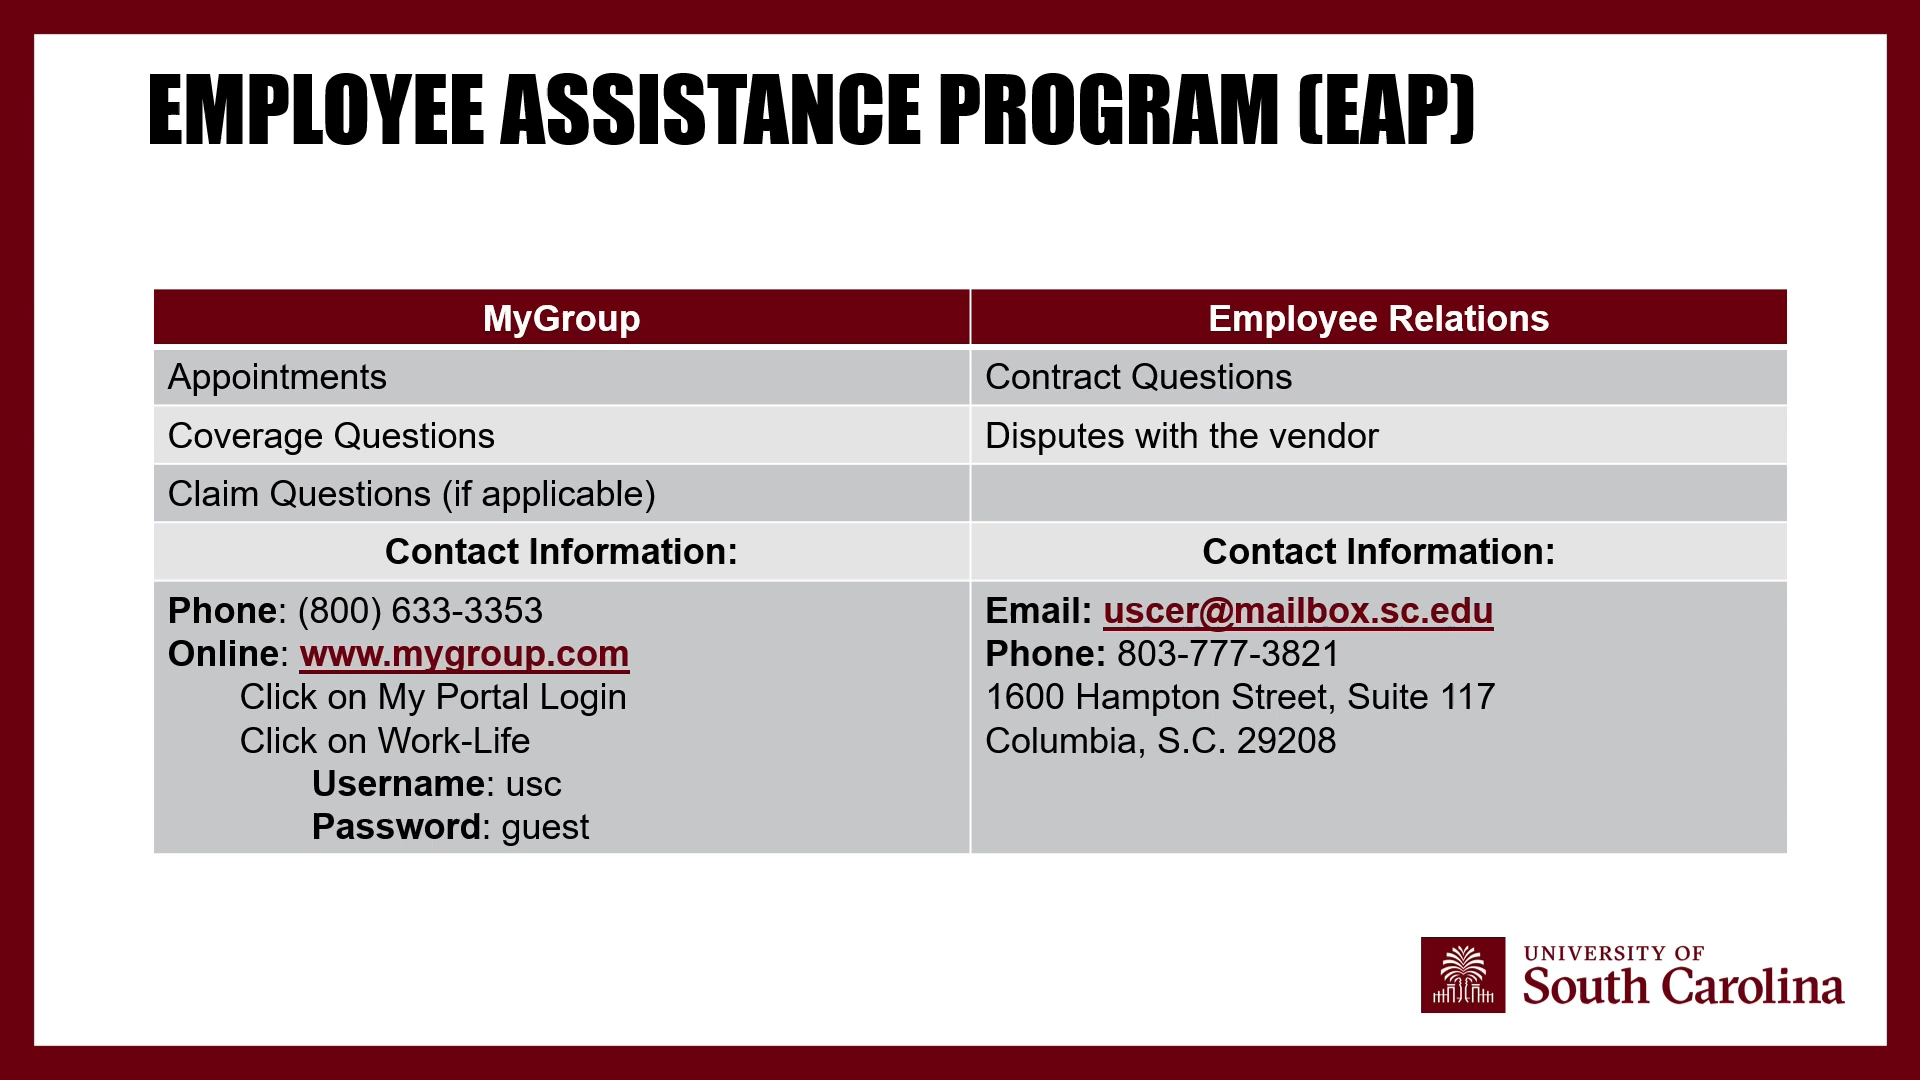 EMPLOYEE ASSISTANCE PROGRAM (EAP)
MyGroup
Employee Relations
Appointments
Contract Questions
Coverage Questions
Disputes with the vendor
Claim Questions (if applicable)
Contact Information:
Contact Information:
Phone: (800) 633-3353
Online: www.mygroup.com
Click on My Portal Login
Click on Work-Life
Username: usc
Password: guest
Email: uscer@mailbox.sc.edu
Phone: 803-777-3821
1600 Hampton Street, Suite 117
Columbia, S.C. 29208
UNIVERSITY OF
South Carolina